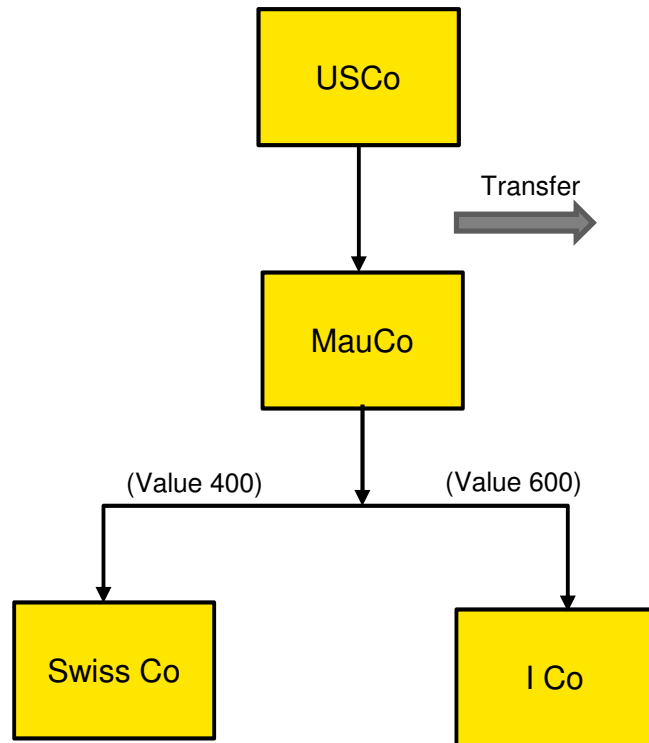 USCo
Transfer
MauCo
(Value 400)
(Value 600)
Swiss Co
I Co